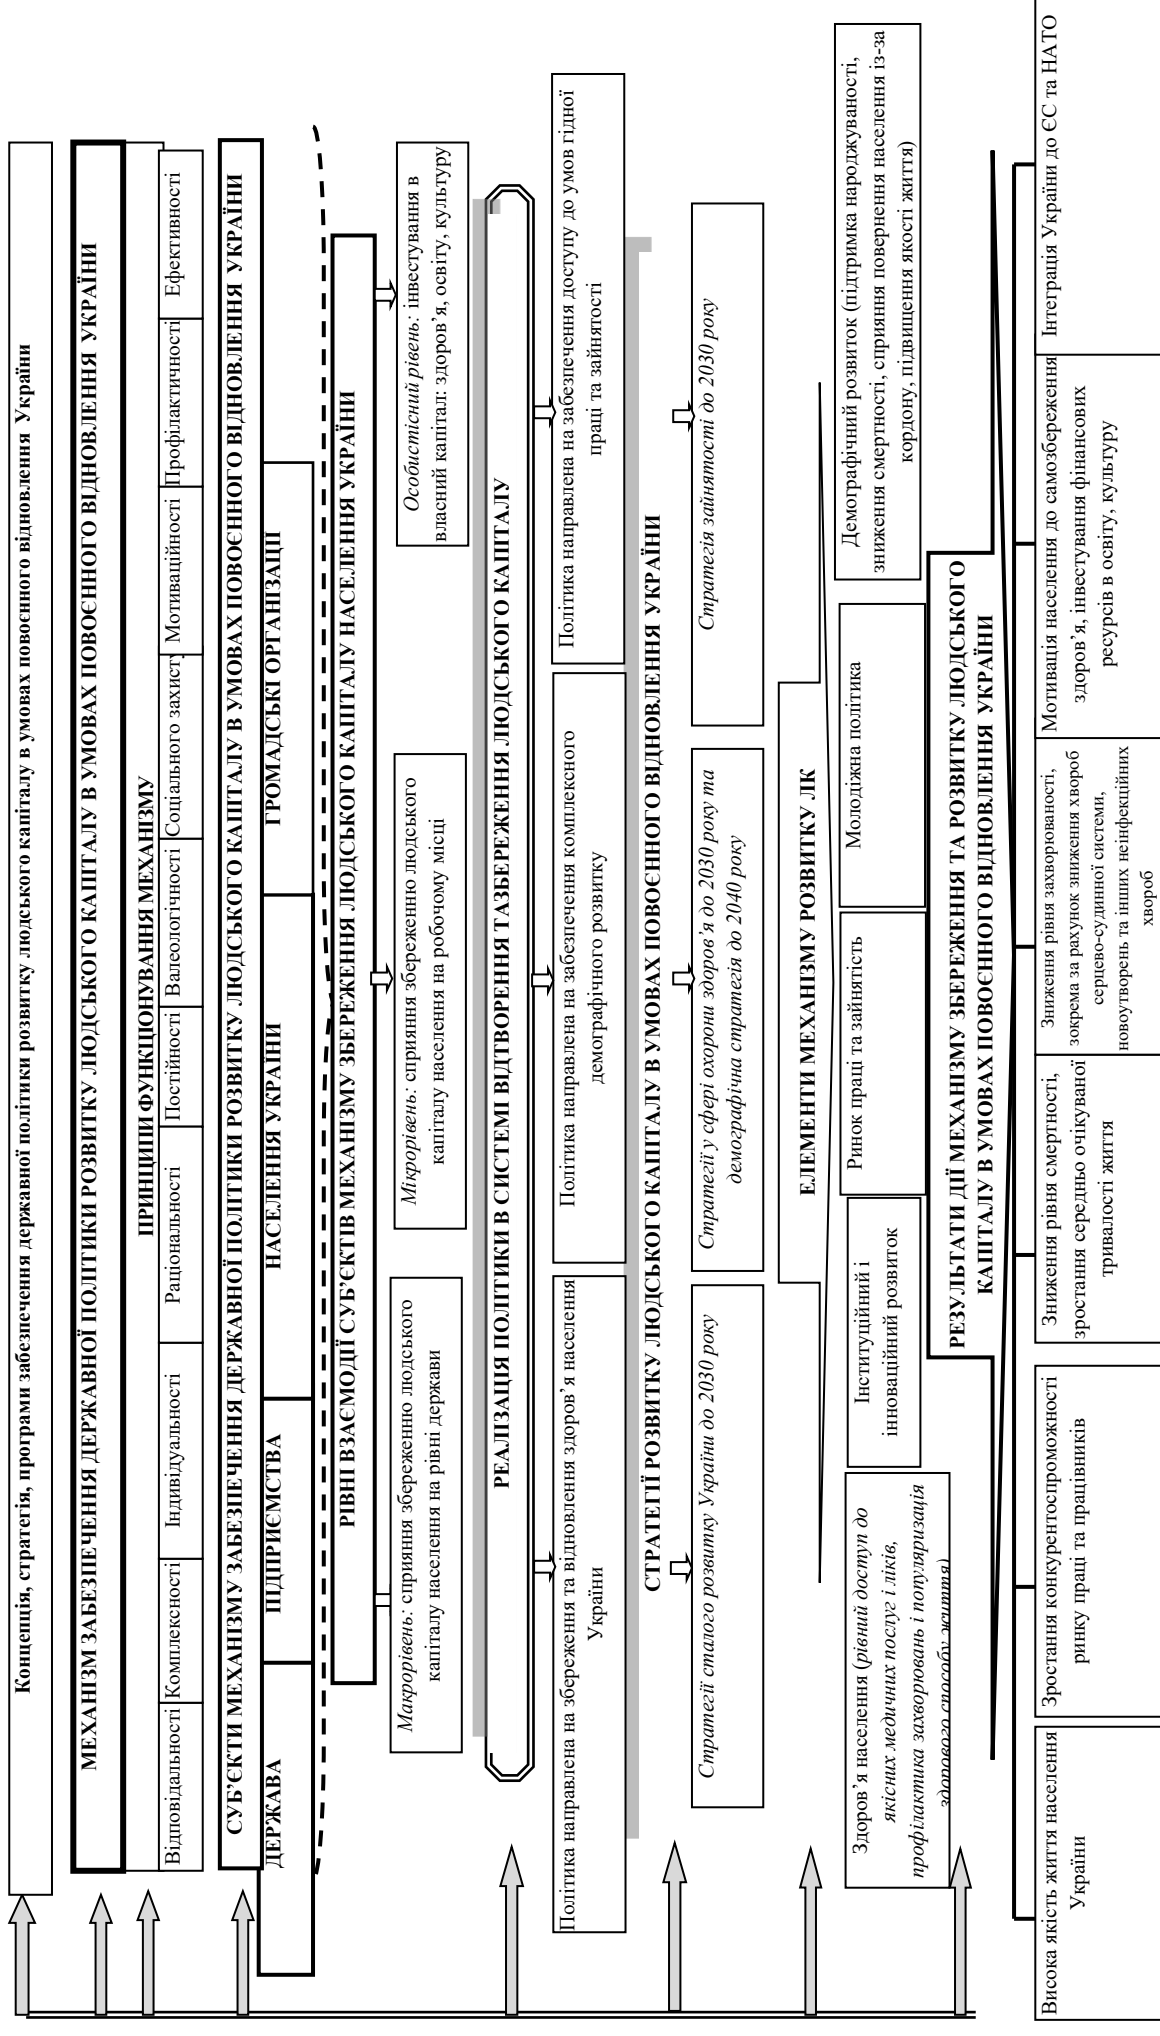 Концепція, стратегія, програми забезпечення державної політики розвитку людського капіталу в умовах повоєнного відновлення України
МЕХАНІЗМ ЗАБЕЗПЕЧЕННЯ ДЕРЖАВНОЇ ПОЛІТИКИ РОЗВИТКУ ЛЮДСЬКОГО КАПІТАЛУ В УМОВАХ ПОВОЄННОГО ВІДНОВЛЕННЯ УКРАЇНИ
ПРИНЦИПИ ФУНКЦІОНУВАННЯ МЕХАНІЗМУ
Відповідальності
Комплексності
Індивідуальності
Раціональності
Постійності
Валеологічності
Соціального захисту
Мотиваційності
Профілактичності
Ефективності
СУБ'ЄКТИ МЕХАНІЗМУ ЗАБЕЗПЕЧЕННЯ ДЕРЖАВНОЇ ПОЛІТИКИ РОЗВИТКУ ЛЮДСЬКОГО КАПІТАЛУ В УМОВАХ ПОВОЄННОГО ВІДНОВЛЕННЯ УКРАЇНИ
ДЕРЖАВА
ПІДПРИЄМСТВА
НАСЕЛЕННЯ УКРАЇНИ
ГРОМАДСЬКІ ОРГАНІЗАЦІЇ
РІВНІ ВЗАЄМОДІЇ СУБ'ЄКТІВ МЕХАНІЗМУ ЗБЕРЕЖЕННЯ ЛЮДСЬКОГО КАПІТАЛУ НАСЕЛЕННЯ УКРАЇНИ
Макрорівень: сприяння збереженню людського
капіталу населення на рівні держави
Мікрорівень: сприяння збереженню людського
капіталу населення на робочому місці
Особистісний рівень: інвестування в
власний капітал: здоров'я, освіту, культуру
РЕАЛІЗАЦІЯ ПОЛІТИКИ В СИСТЕМІ ВІДТВОРЕННЯ ТАЗБЕРЕЖЕННЯ ЛЮДСЬКОГО КАПІТАЛУ
Політика направлена на збереження та відновлення здоров'я населення
України
Політика направлена на забезпечення комплексного
демографічного розвитку
Політика направлена на забезпечення доступу до умов гідної
праці та зайнятості
СТРАТЕГІЇ РОЗВИТКУ ЛЮДСЬКОГО КАПІТАЛУ В УМОВАХ ПОВОЄННОГО ВІДНОВЛЕННЯ УКРАЇНИ
Стратегії сталого розвитку України до 2030 року
Стратегії у сфері охорони здоров'я до 2030 року та
демографічна стратегія до 2040 року
Стратегія зайнятості до 2030 року
ЕЛЕМЕНТИ МЕХАНІЗМУ РОЗВИТКУ ЛК
Здоров'я населення (рівний доступ до
якісних медичних послуг і ліків,
профілактика захворювань і популяризація
здорового способу життя)
Інституційний і
інноваційний розвиток
Ринок праці та зайнятість
Молодіжна політика
Демографічний розвиток (підтримка народжуваності,
зниження смертності, сприяння повернення населення із-за
кордону, підвищення якості життя)
РЕЗУЛЬТАТИ ДІЇ МЕХАНІЗМУ ЗБЕРЕЖЕННЯ ТА РОЗВИТКУ ЛЮДСЬКОГО
КАПІТАЛУ В УМОВАХ ПОВОЄННОГО ВІДНОВЛЕННЯ УКРАЇНИ
Висока якість життя населення
України
Зростання конкурентоспроможності
ринку праці та працівників
Зниження рівня смертності,
зростання середньо очікуваної
тривалості життя
Зниження рівня захворюваності,
зокрема за рахунок зниження хвороб
серцево-судинної системи,
новоутворень та інших неінфекційних
хвороб
Мотивація населення до самозбереження
здоров'я, інвестування фінансових
ресурсів в освіту, культуру
Інтеграція України до ЄС та НАТО